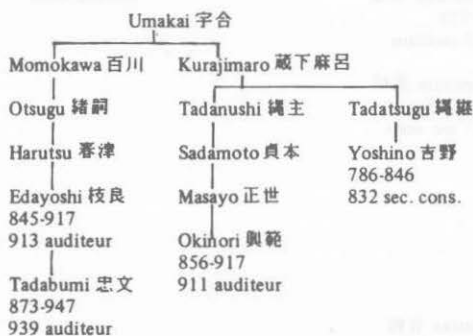 Umakai 字合
Momokawa 百川 Kurajimaro 蔵下麻呂
Otsugu 緒嗣 Tadanushi 縄主 Tadatsugu 縄継
Harutsu 春津 Sadamoto 貞本 Yoshino 吉野
786-846
Edayoshi 枝良 Masayo 正世 832 sec. cons.
845-917
913 auditeur Okinori 興範
856-917
Tadabumi 忠文 911 auditeur
873-947
939 auditeur